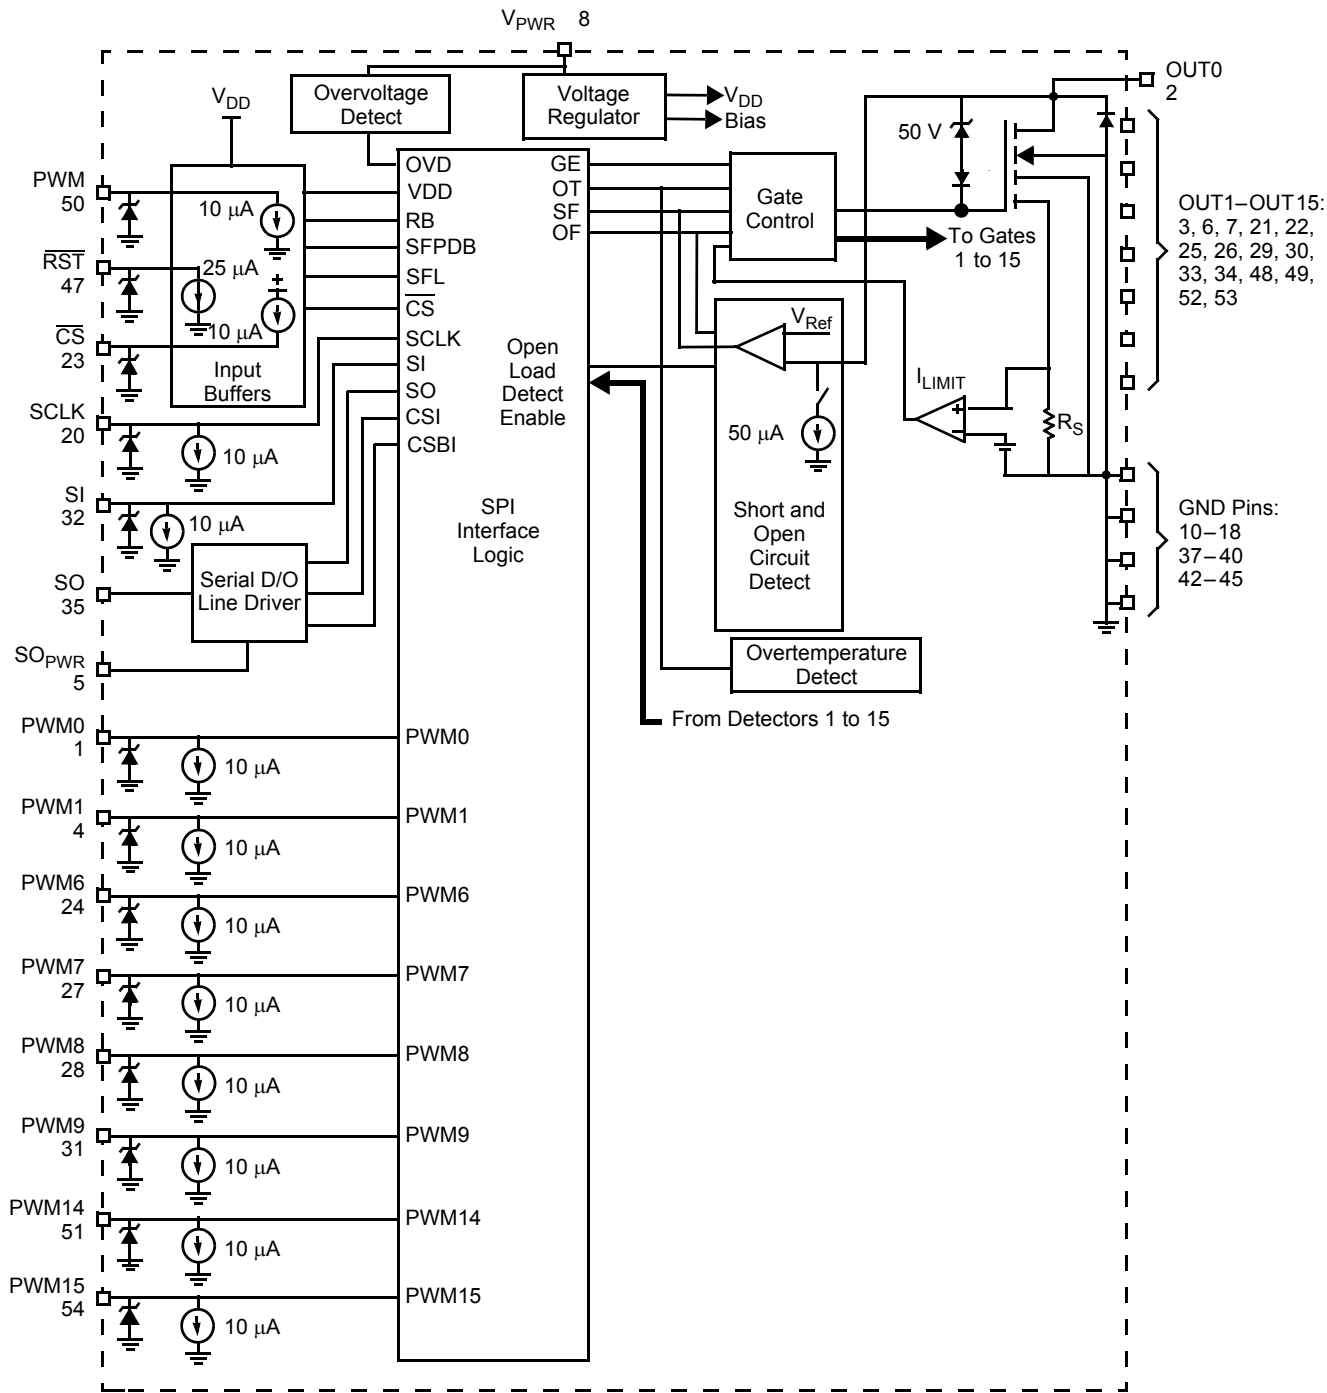 VPWR 8
Overvoltage
Detect
Voltage
Regulator
VDD
Bias
OUT0
2
VDD
PWM
50
RST
47
CS
23
SCLK
20
SI
32
SO
35
SOPWR
5
10 µA
25 µA
10 µA
Input
Buffers
10 µA
10 µA
Serial D/O
Line Driver
OVD
VDD
RB
SFPDB
SFL
CS
SCLK
SI
SO
CSI
CSBI
GE
OT
SF
OF
Open
Load
Detect
Enable
SPI
Interface
Logic
Gate
Control
50 V
To Gates
1 to 15
VRef
50 µA
Short and
Open
Circuit
Detect
ILIMIT
RS
OUT1–OUT15:
3, 6, 7, 21, 22,
25, 26, 29, 30,
33, 34, 48, 49,
52, 53
GND Pins:
10–18
37–40
42–45
Overtemperature
Detect
From Detectors 1 to 15
PWM0
1
10 µA
PWM0
PWM1
4
10 µA
PWM1
PWM6
24
10 µA
PWM6
PWM7
27
10 µA
PWM7
PWM8
28
10 µA
PWM8
PWM9
31
10 µA
PWM9
PWM14
51
10 µA
PWM14
PWM15
54
10 µA
PWM15